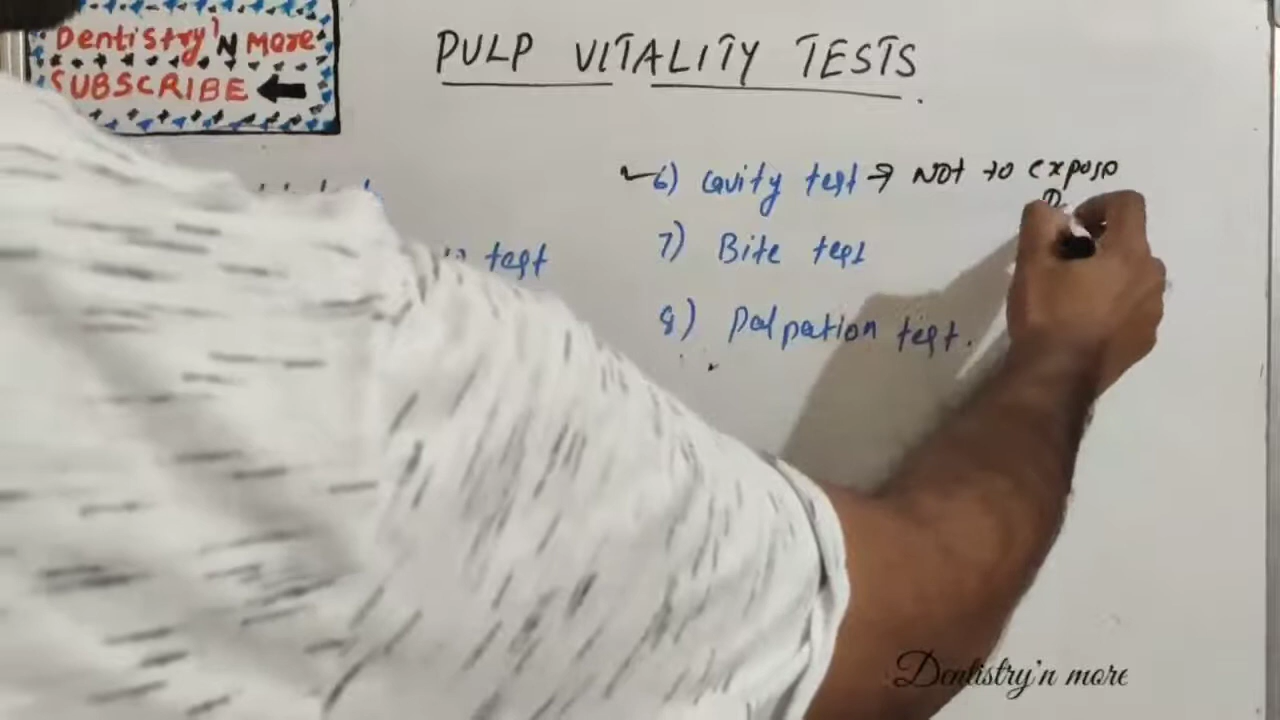 Dentistry'N More
SUBSCRIBE
PULP VITALITY TESTS
6) Cavity test → Not to expose
7) Bite test
test
8) Palpation test.
Dentistry'n more